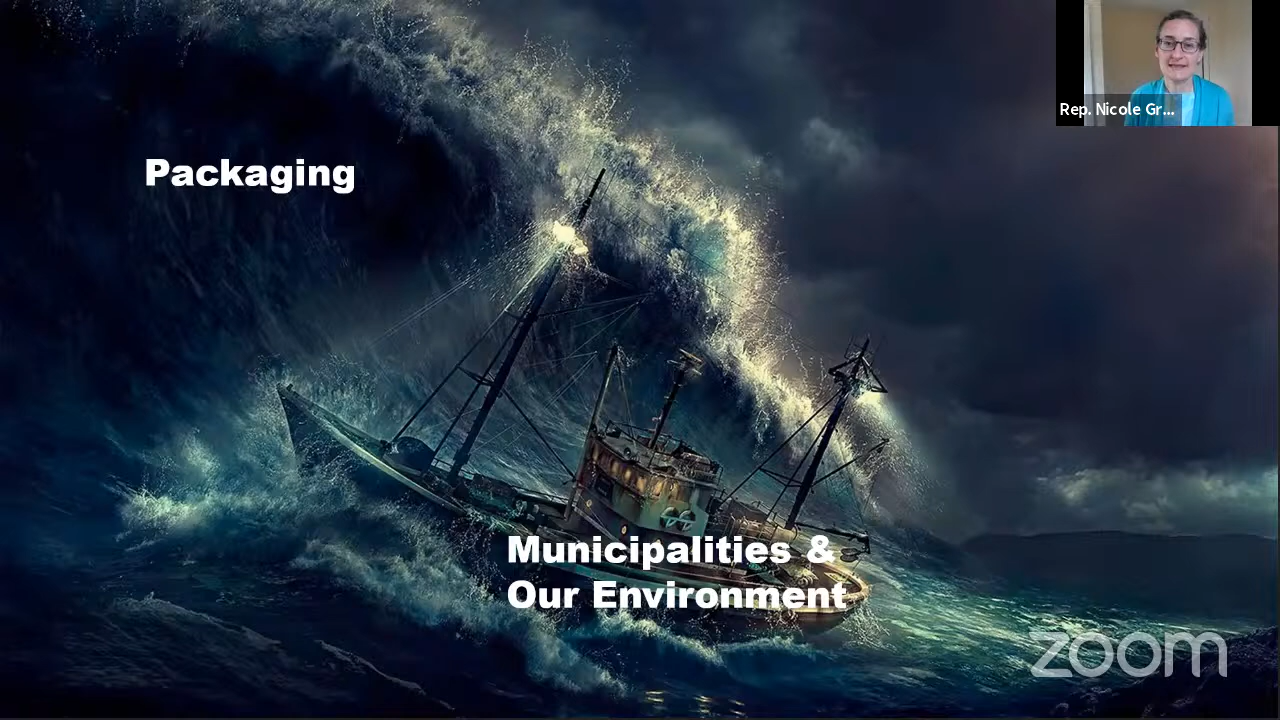 Rep. Nicole Gr...
Packaging
Municipalities &
Our Environment
zoom